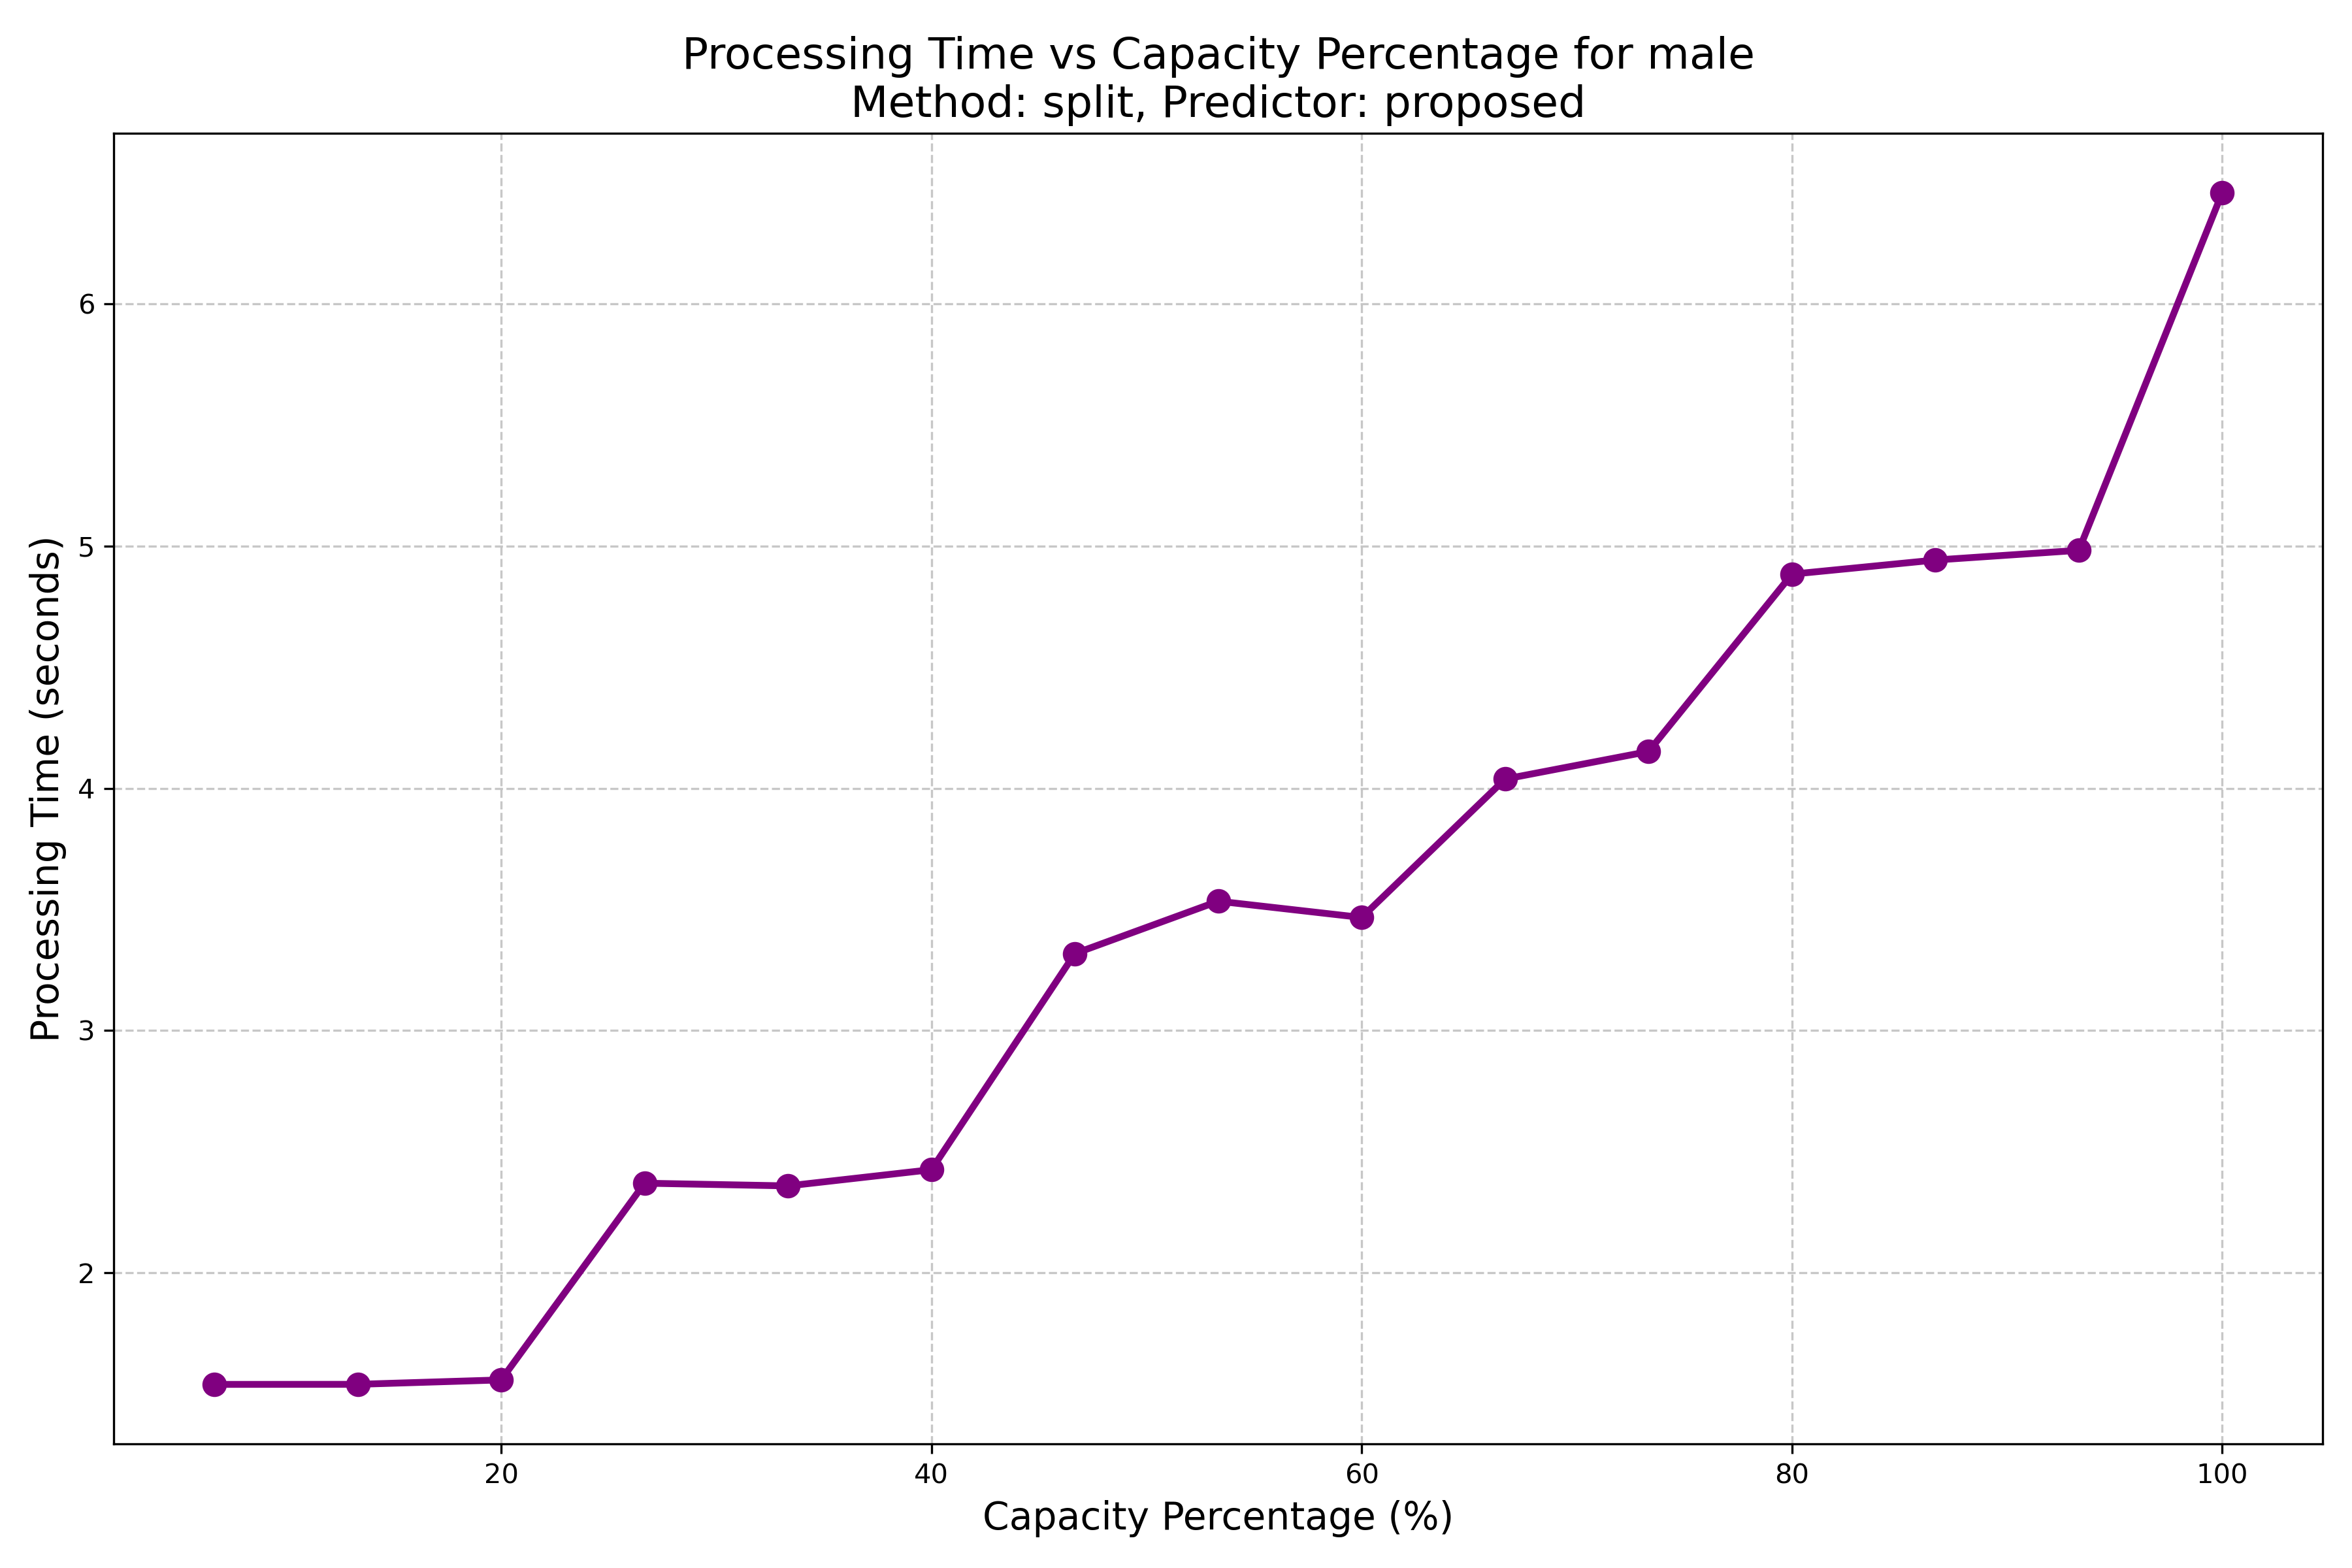 Processing Time vs Capacity Percentage for male
Method: split, Predictor: proposed
Processing Time (seconds)
6
5
4
3
2
20 40 60 80 100
Capacity Percentage (%)